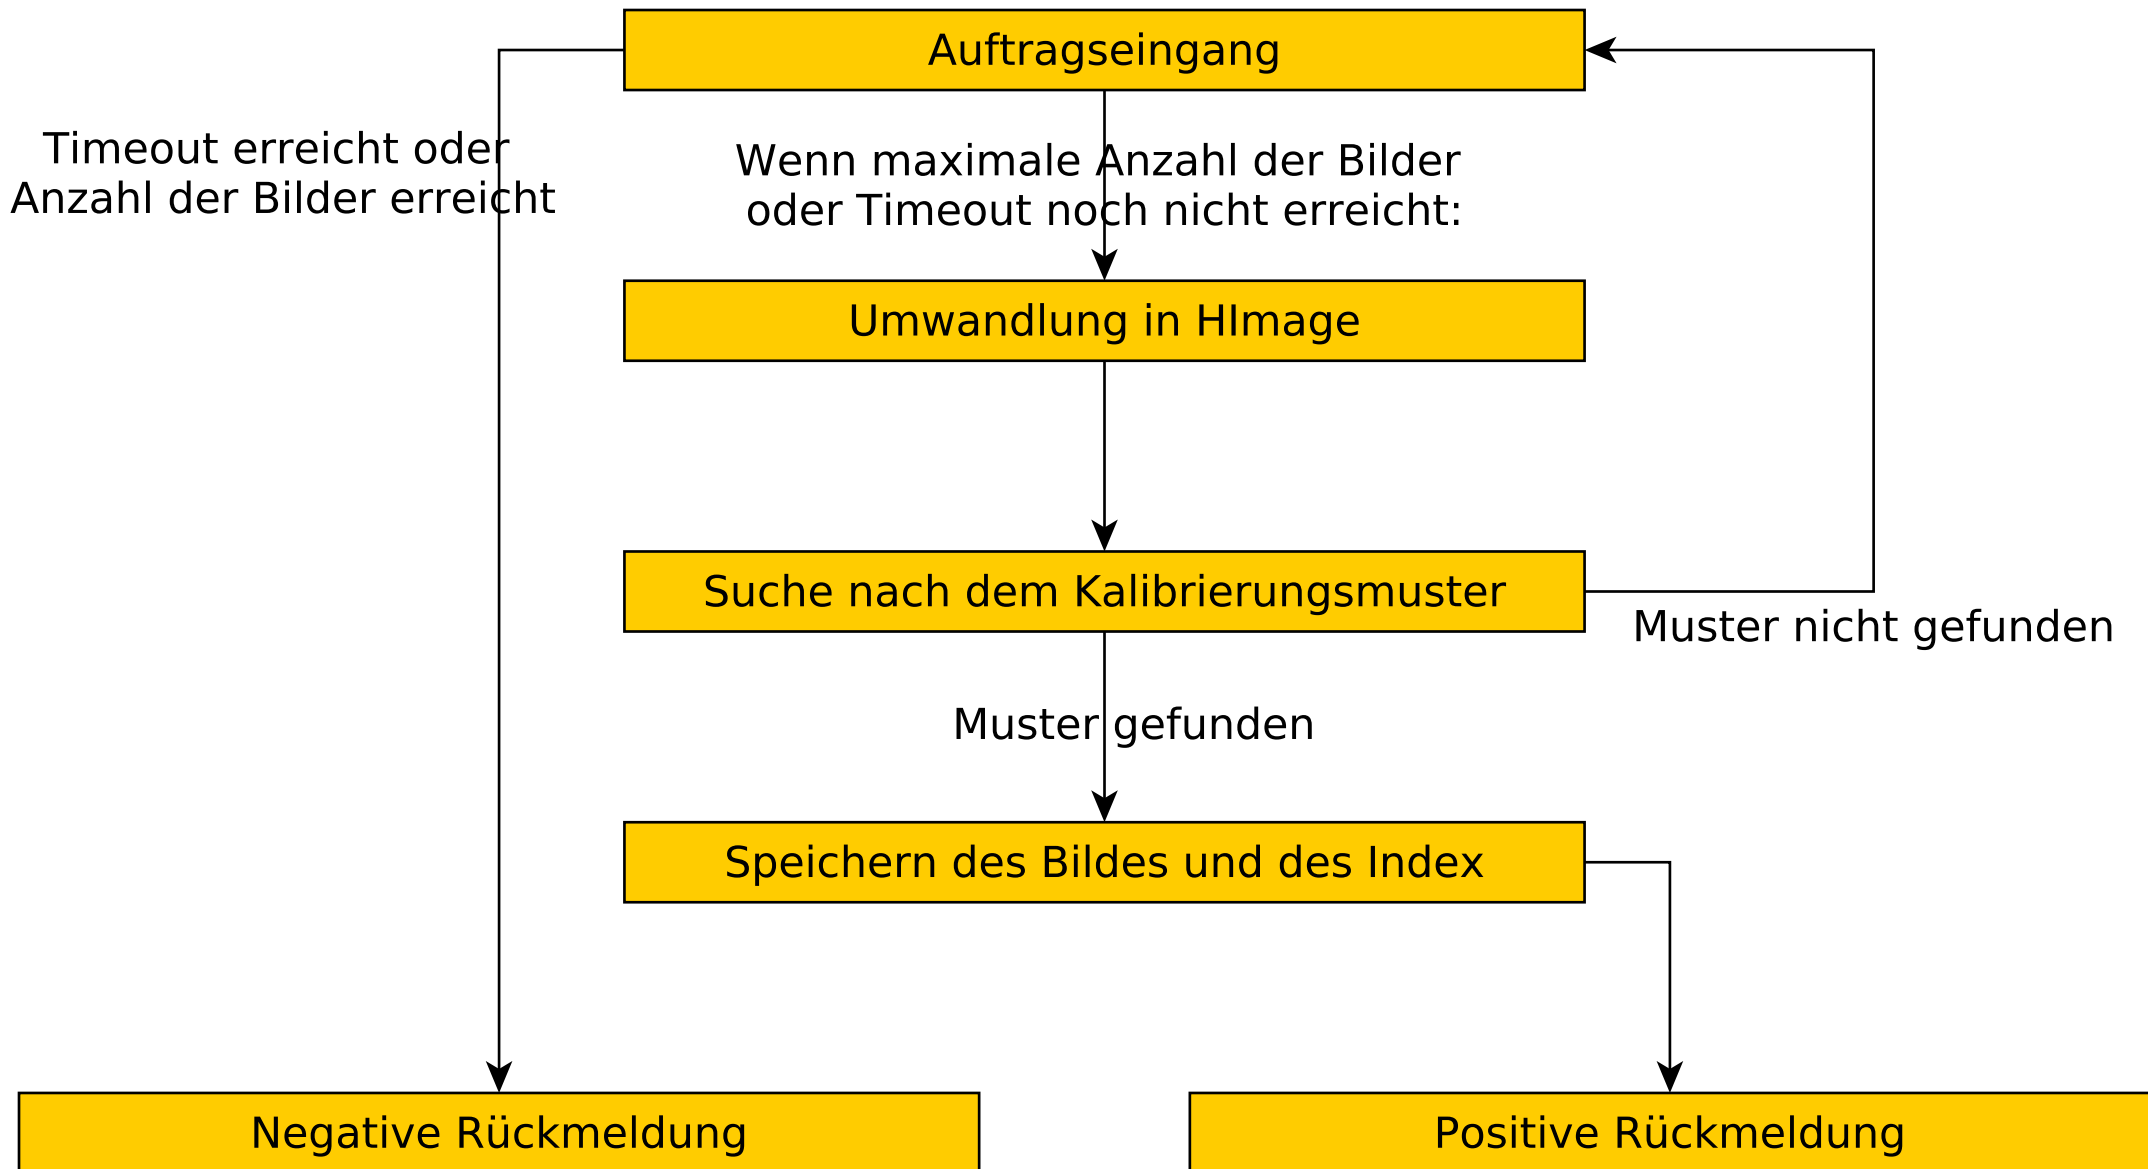 Auftragseingang
Timeout erreicht oder
Anzahl der Bilder erreicht
Wenn maximale Anzahl der Bilder
oder Timeout noch nicht erreicht:
Umwandlung in HImage
Suche nach dem Kalibrierungsmuster
Muster nicht gefunden
Muster gefunden
Speichern des Bildes und des Index
Negative Rückmeldung
Positive Rückmeldung